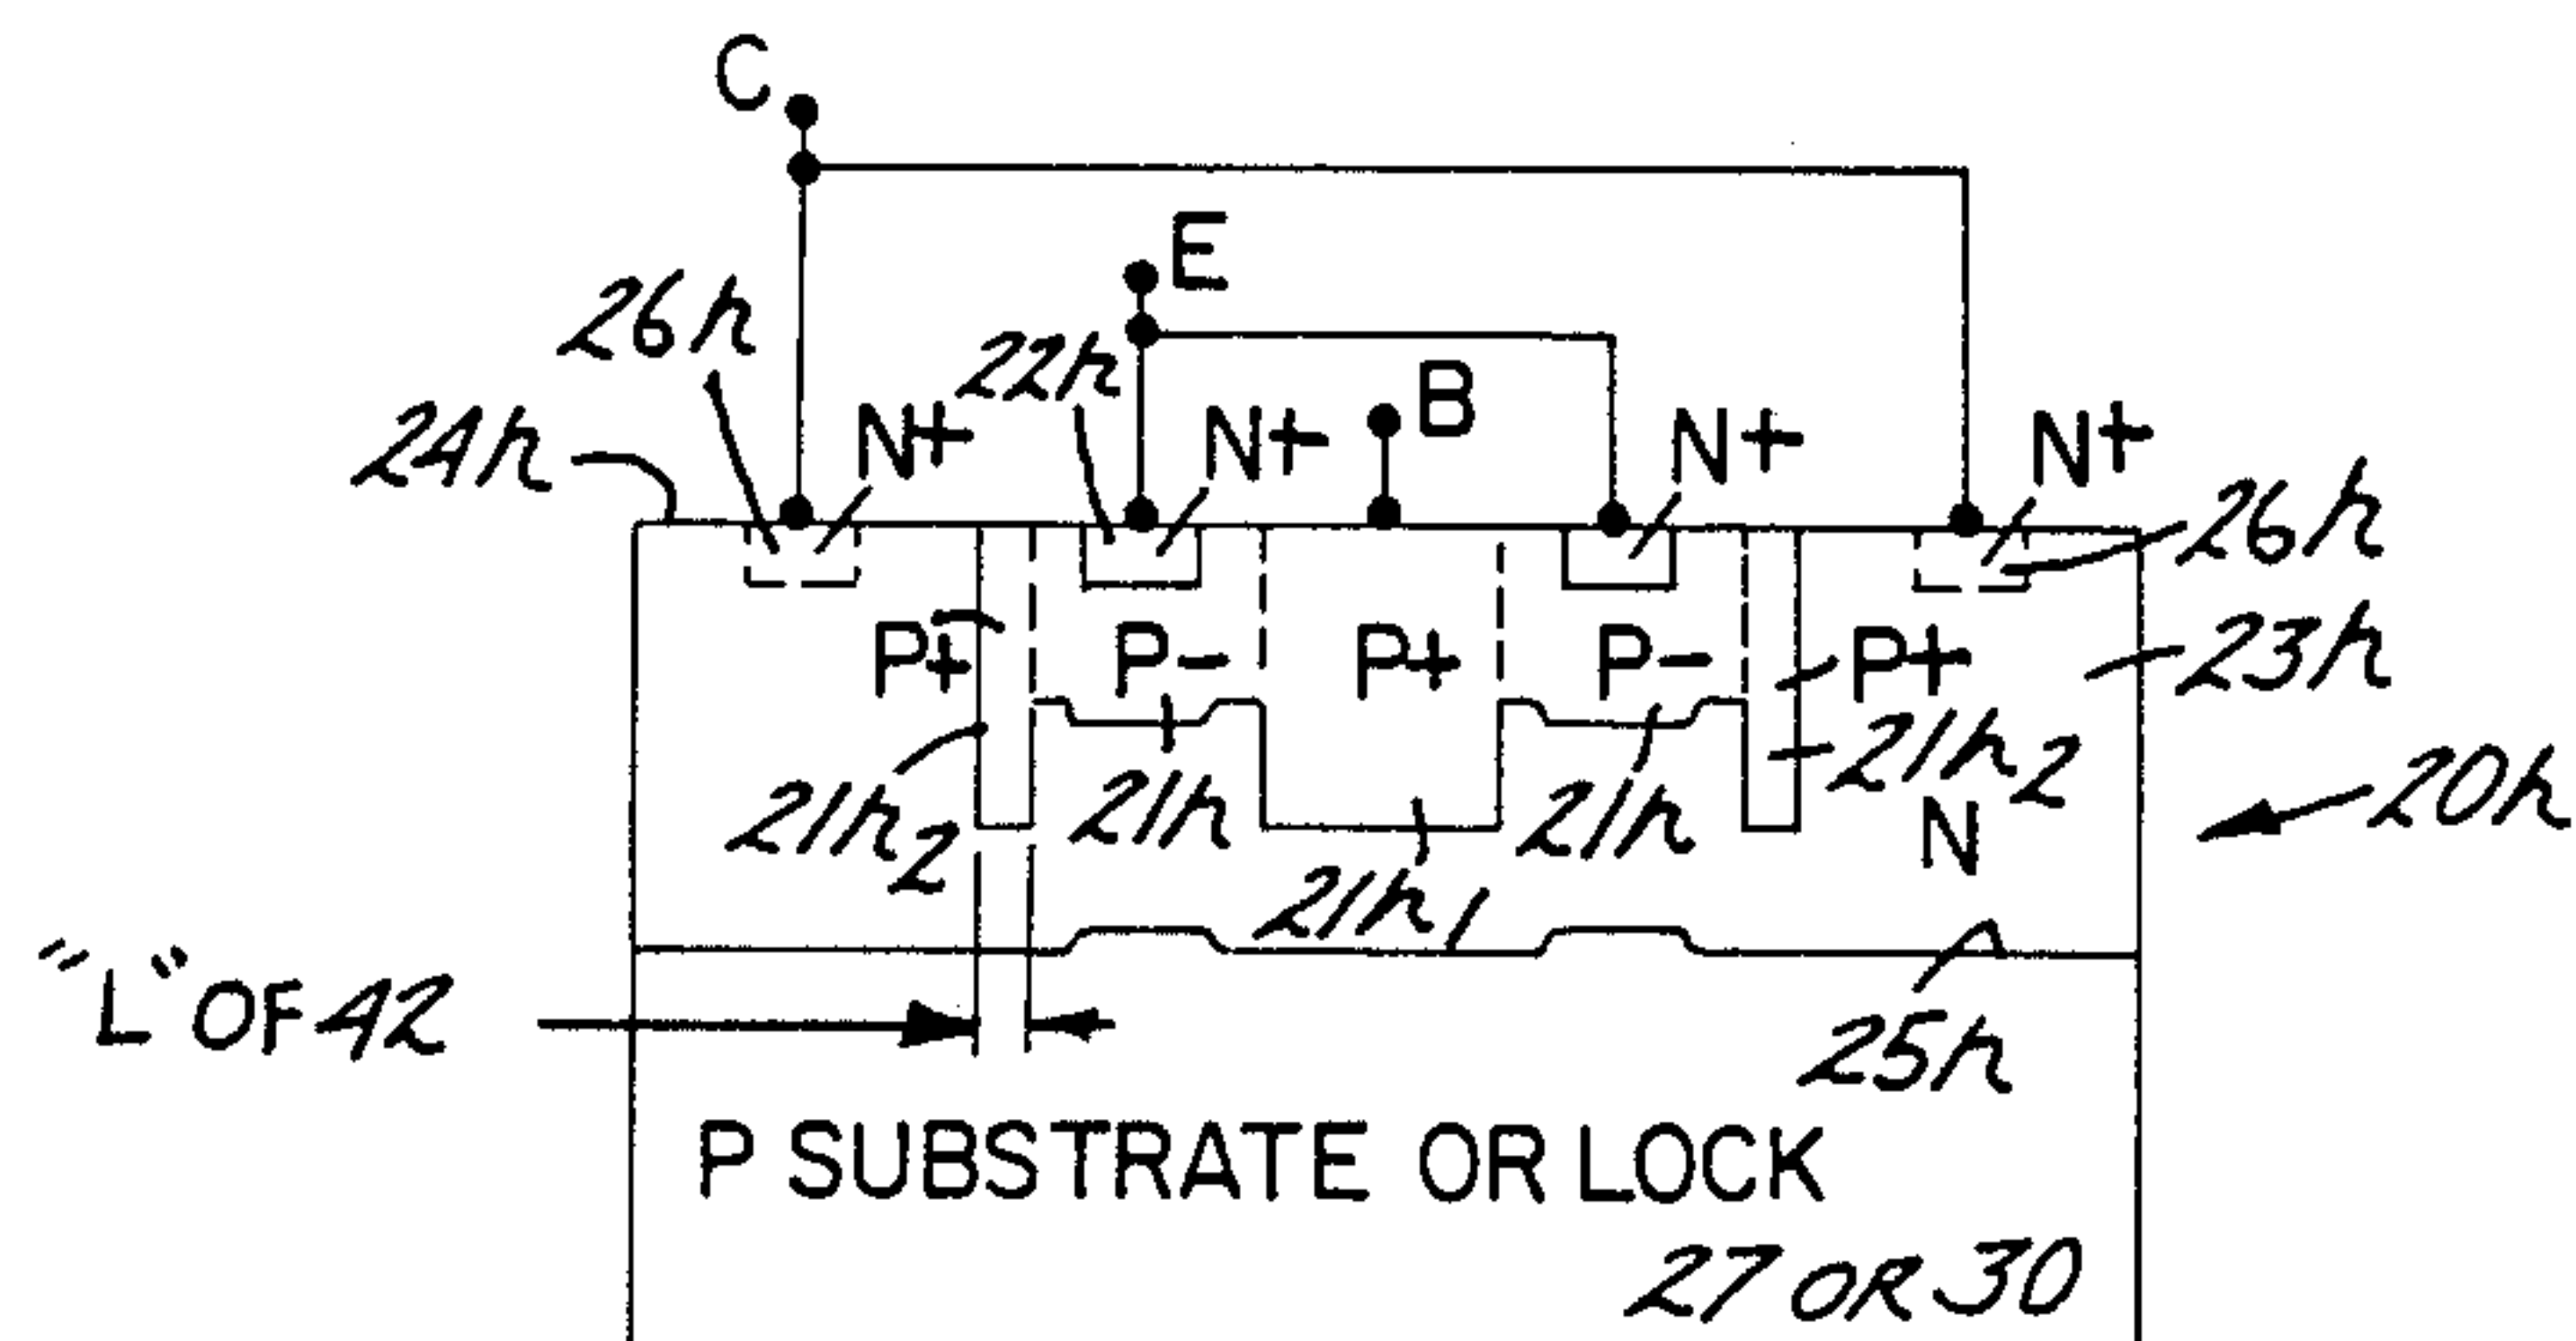 C
E
26h
22h
B
24h
N+
N+
N+
N+
26h
P+
P-
P+
P-
P+
23h
21h2
21h
21h1
21h
21h2
N
20h
"L" OF 42
25h
P SUBSTRATE OR LOCK
27 OR 30